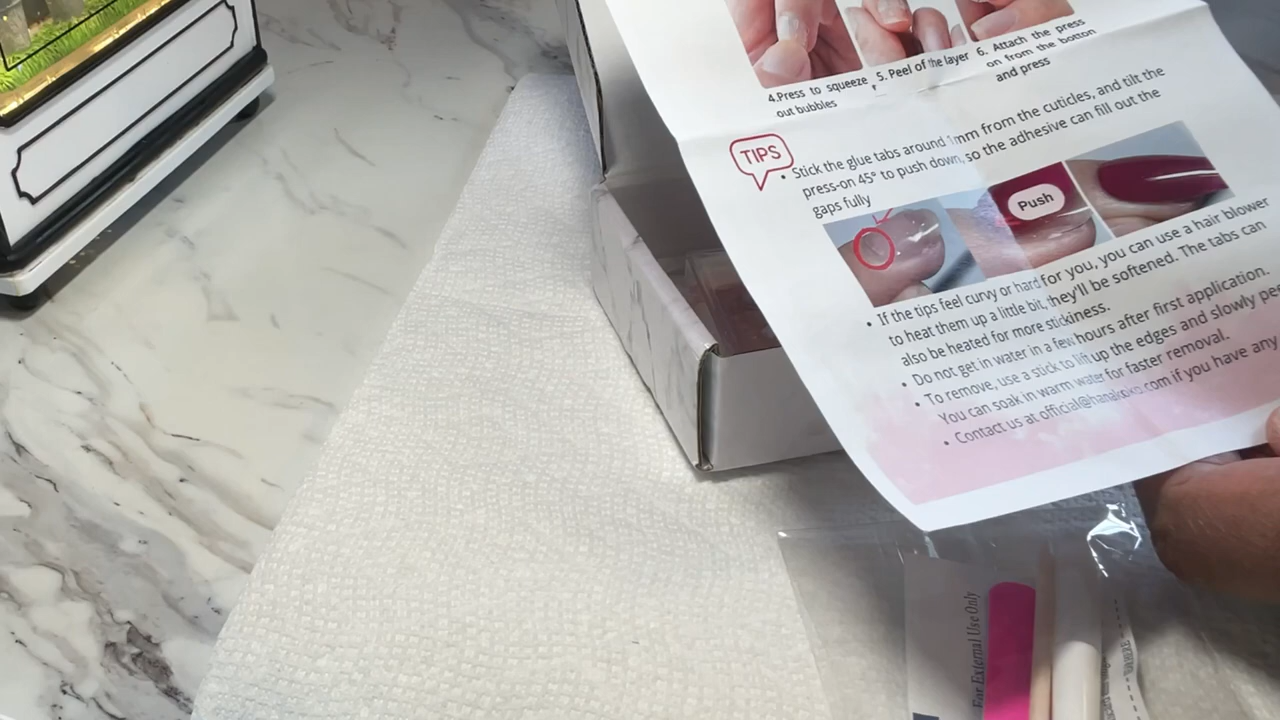 4.Press to squeeze
out bubbles
5. Peel of the layer
6. Attach the press
on from the botton
and press
TIPS
• Stick the glue tabs around 1mm from the cuticles, and tilt the
press-on 45° to push down, so the adhesive can fill out the
gaps fully
Push
• If the tips feel curvy or hard for you, you can use a hair blower
to heat them up a little bit, they'll be softened. The tabs can
also be heated for more stickiness.
• Do not get in water in a few hours after first application.
• To remove, use a stick to lift up the edges and slowly
You can soak in warm water for faster removal.
• Contact us at official@hanakoko.com if you have any
For External Use Only